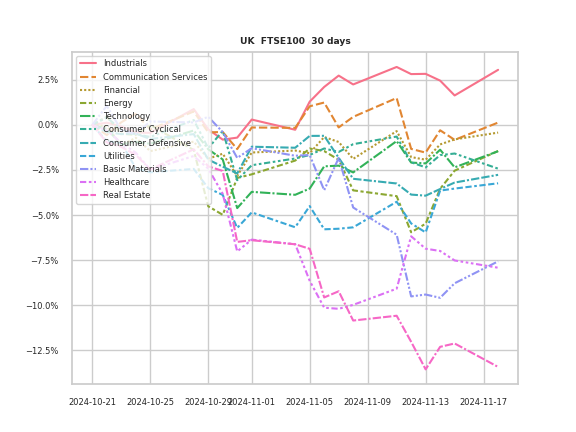 UK  FTSE100  30 days
Industrials
Communication Services
Financial
Energy
Technology
Consumer Cyclical
Consumer Defensive
Utilities
Basic Materials
Healthcare
Real Estate
2.5%
0.0%
−2.5%
−5.0%
−7.5%
−10.0%
−12.5%
2024-10-21 2024-10-25 2024-10-29 2024-11-01 2024-11-05 2024-11-09 2024-11-13 2024-11-17